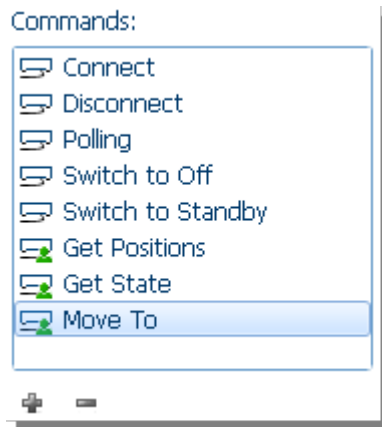 Commands:
Connect
Disconnect
Polling
Switch to Off
Switch to Standby
Get Positions
Get State
Move To